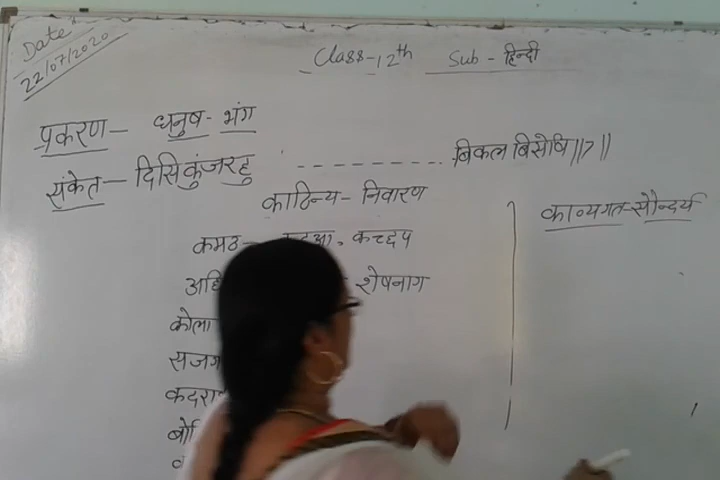 Date
22/07/2020
Class-12th Sub - हिन्दी
प्रकरण – धनुष - भंग
संकेत – दिसि कुंजरहु ' - - - - - - - - - . बिकल बिसेषि ||7||
काठिन्य - निवारण
काव्यगत-सौन्दर्य
कमठ – कछुआ, कच्छप
अहि शेषनाग
कोला
सजग